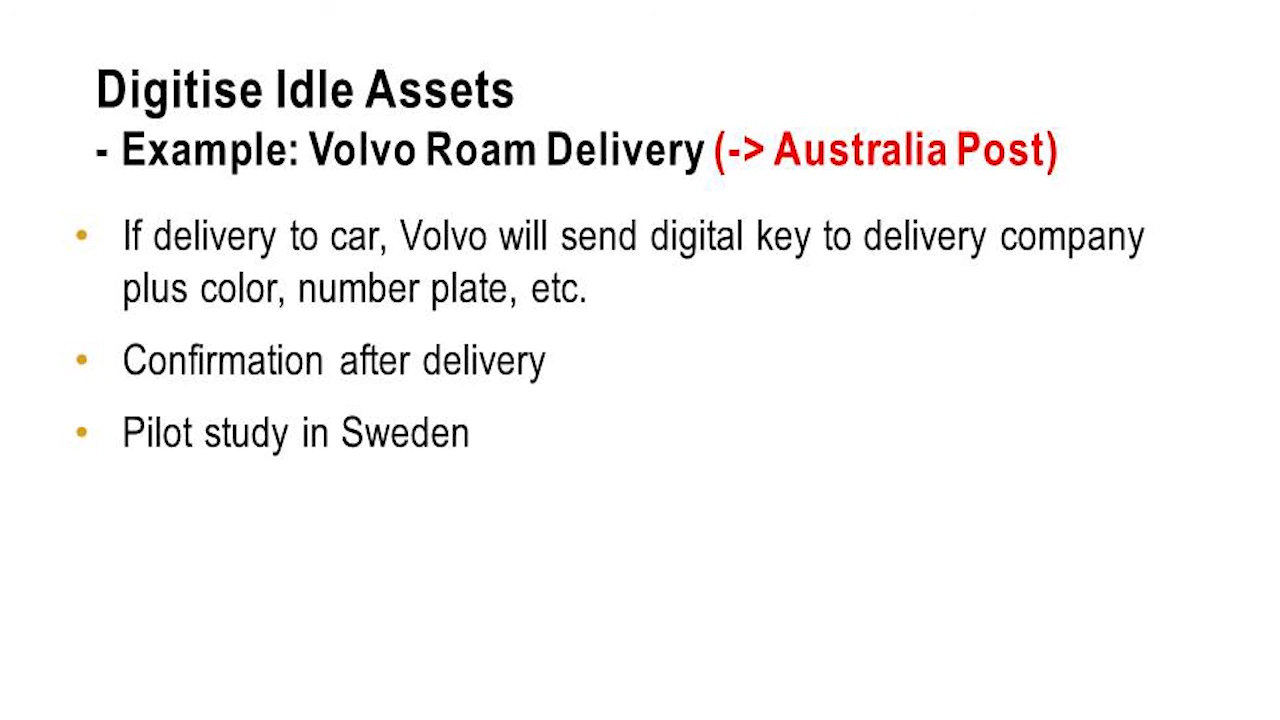 Digitise Idle Assets
- Example: Volvo Roam Delivery (-> Australia Post)
• If delivery to car, Volvo will send digital key to delivery company
plus color, number plate, etc.
• Confirmation after delivery
• Pilot study in Sweden